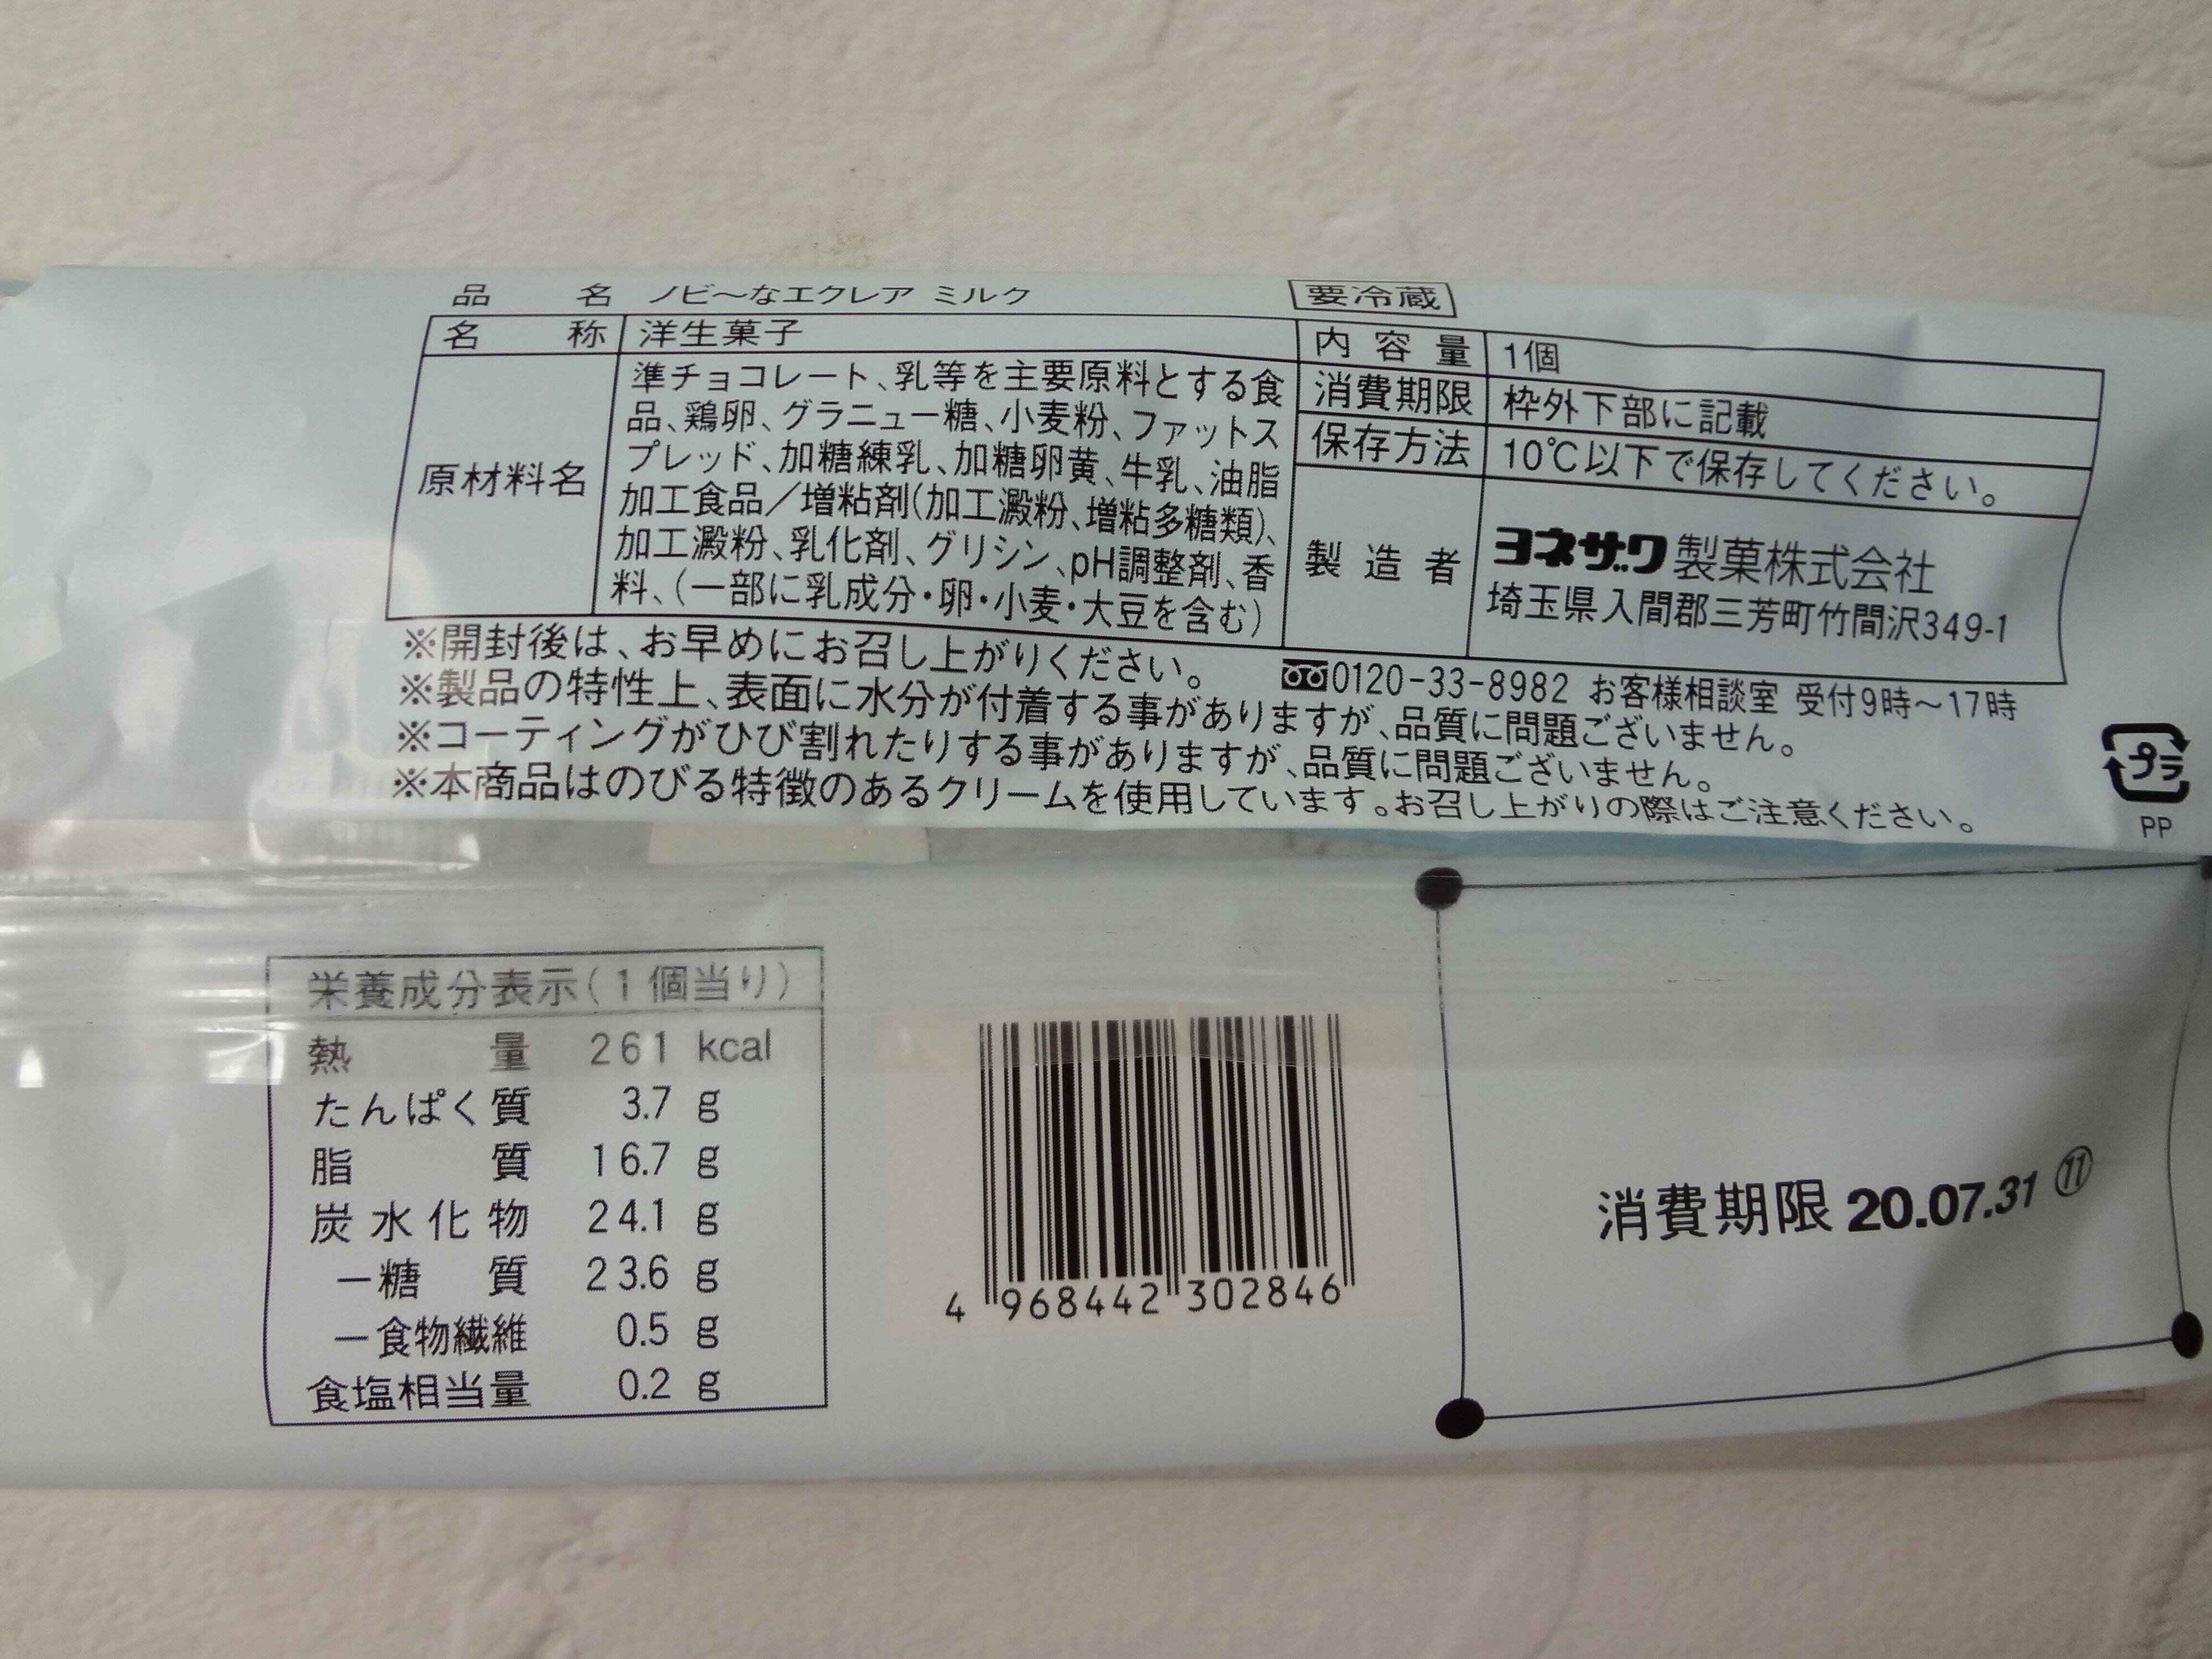 品 名 ノビ～なエクレア ミルク
要冷蔵
名 称 洋生菓子
原材料名
準チョコレート、乳等を主要原料とする食
品、鶏卵、グラニュー糖、小麦粉、ファットス
プレッド、加糖練乳、加糖卵黄、牛乳、油脂
加工食品／増粘剤(加工澱粉、増粘多糖類)、
加工澱粉、乳化剤、グリシン、pH調整剤、香
料、(一部に乳成分・卵・小麦・大豆を含む)
内容量 1個
消費期限 枠外下部に記載
保存方法 10℃以下で保存してください。
製造者 ヨネザワ製菓株式会社
埼玉県入間郡三芳町竹間沢349-1
※開封後は、お早めにお召し上がりください。
0120-33-8982 お客様相談室 受付9時～17時
※製品の特性上、表面に水分が付着する事がありますが、品質に問題ございません。
※コーティングがひび割れたりする事がありますが、品質に問題ございません。
※本商品はのびる特徴のあるクリームを使用しています。お召し上がりの際はご注意ください。
プラ
PP
栄養成分表示(1個当り)
熱量 261 kcal
たんぱく質 3.7 g
脂質 16.7 g
炭水化物 24.1 g
－糖質 23.6 g
－食物繊維 0.5 g
食塩相当量 0.2 g
4 968442 302846
消費期限 20.07.31 ⑪